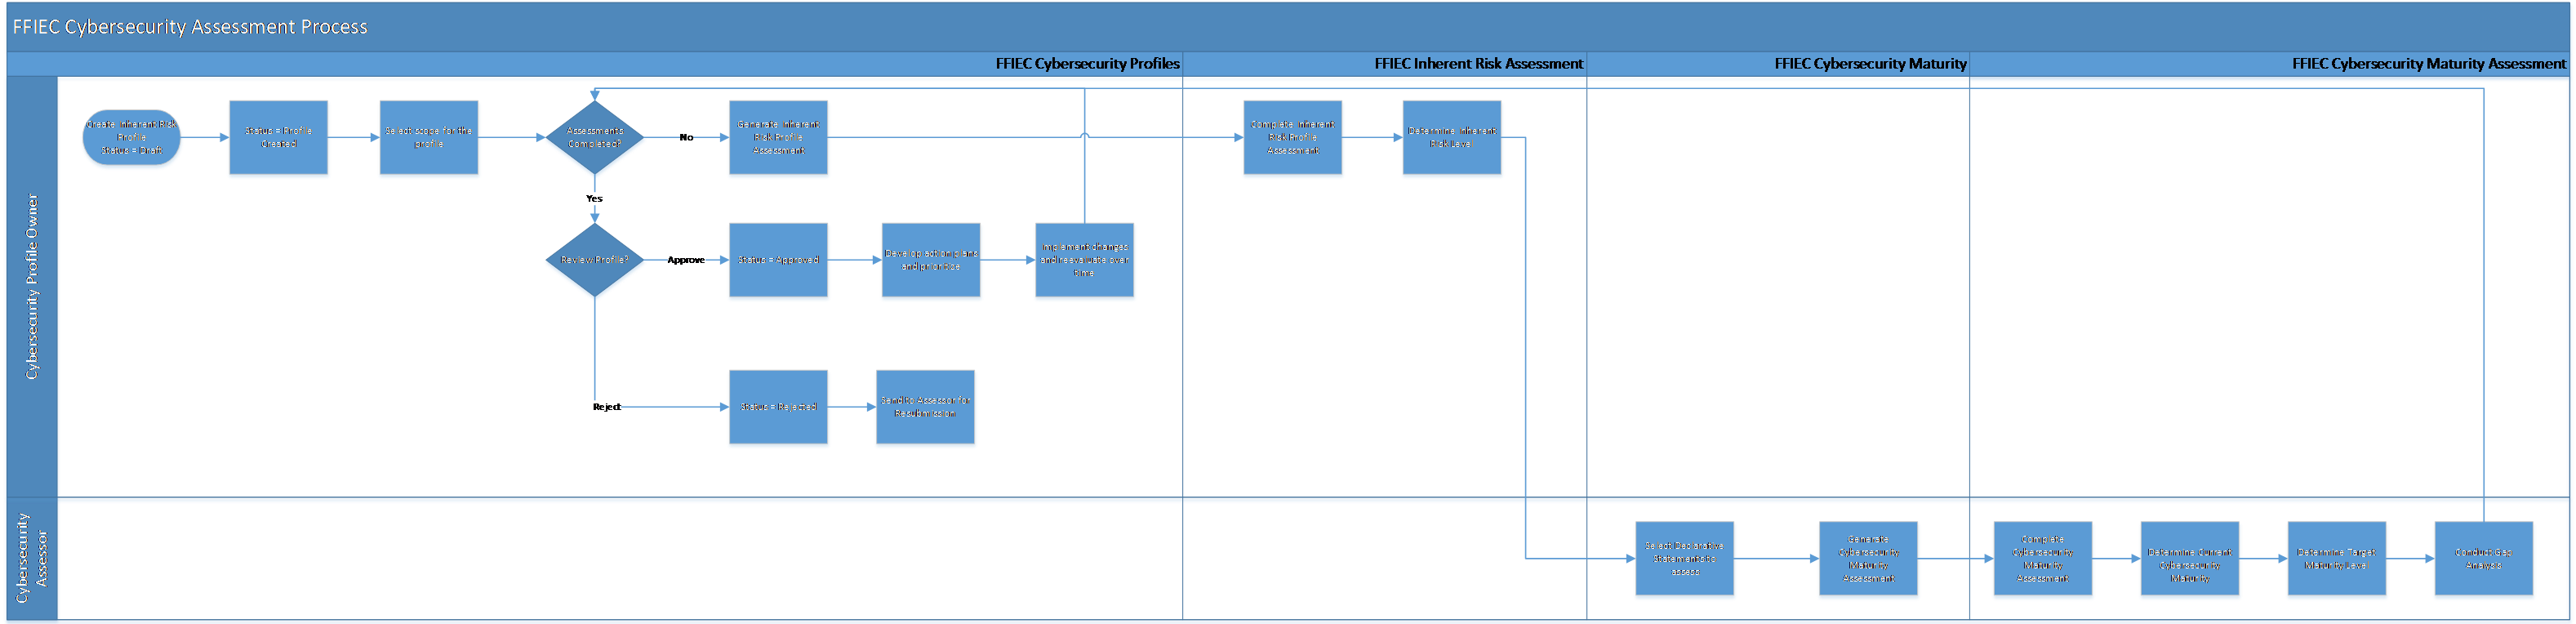 FFIEC Cybersecurity Assessment Process
FFIEC Cybersecurity Profiles
FFIEC Inherent Risk Assessment
FFIEC Cybersecurity Maturity
FFIEC Cybersecurity Maturity Assessment
Cybersecurity Profile Owner
Create Inherent Risk
Profile
Status = Draft
Status = Profile
Created
Select scope for the
profile
Assessments
Completed?
No
Generate Inherent
Risk Profile
Assessment
Complete Inherent
Risk Profile
Assessment
Determine Inherent
Risk Level
Yes
Review Profile?
Approve
Status = Approved
Develop action plans
and prioritize
Implement changes
and reevaluate over
time
Reject
Status = Rejected
Send to Assessor for
Resubmission
Cybersecurity
Assessor
Select Declarative
Statements to
assess
Generate
Cybersecurity
Maturity
Assessment
Complete
Cybersecurity
Maturity
Assessment
Determine Current
Cybersecurity
Maturity
Determine Target
Maturity Level
Conduct Gap
Analysis